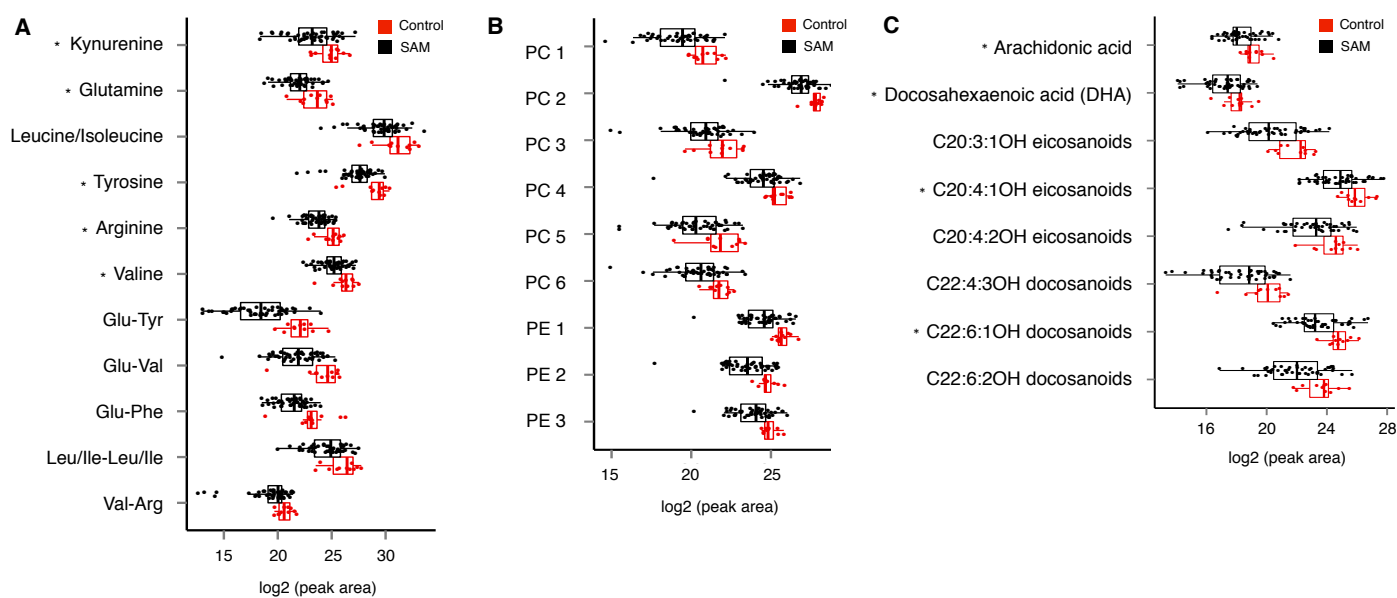 A
Control
SAM
* Kynurenine
* Glutamine
Leucine/Isoleucine
* Tyrosine
* Arginine
* Valine
Glu-Tyr
Glu-Val
Glu-Phe
Leu/Ile-Leu/Ile
Val-Arg
15 20 25 30
log2 (peak area)
B
Control
SAM
PC 1
PC 2
PC 3
PC 4
PC 5
PC 6
PE 1
PE 2
PE 3
15 20 25
log2 (peak area)
C
Control
SAM
* Arachidonic acid
* Docosahexaenoic acid (DHA)
C20:3:1OH eicosanoids
* C20:4:1OH eicosanoids
C20:4:2OH eicosanoids
C22:4:3OH docosanoids
* C22:6:1OH docosanoids
C22:6:2OH docosanoids
16 20 24 28
log2 (peak area)